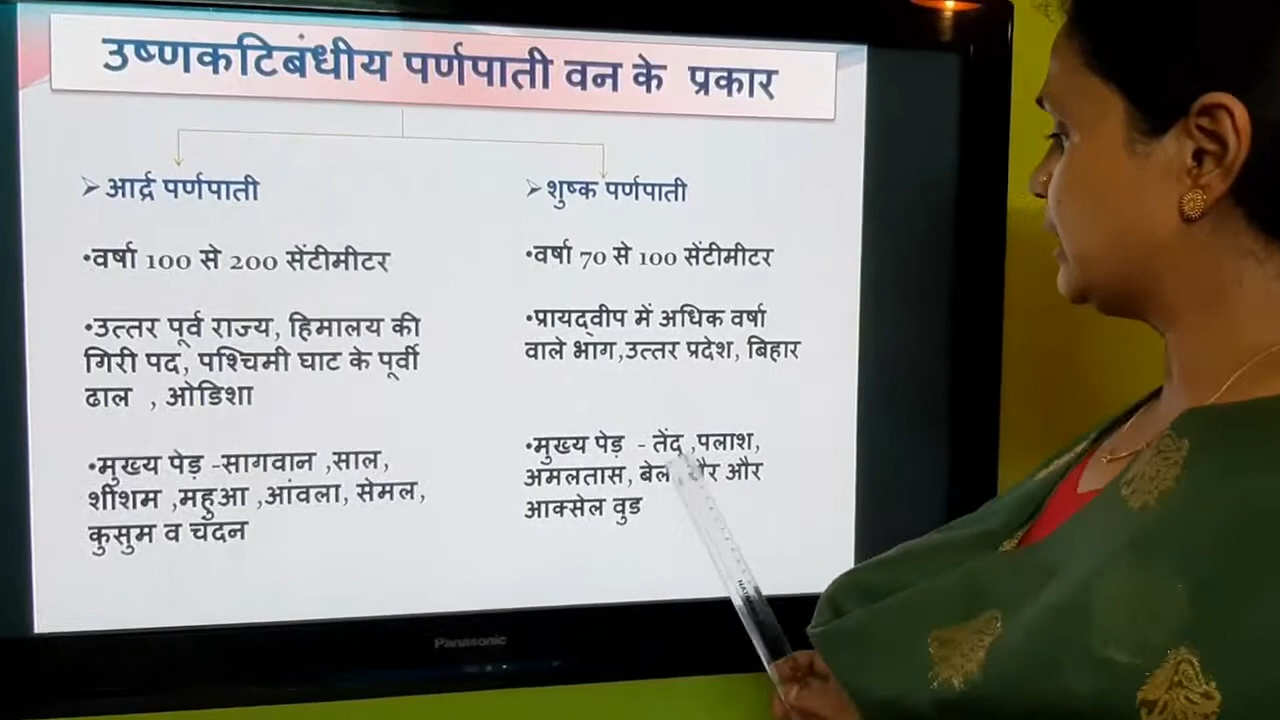 उष्णकटिबंधीय पर्णपाती वन के प्रकार
➢आर्द्र पर्णपाती
•वर्षा 100 से 200 सेंटीमीटर
•उत्तर पूर्व राज्य, हिमालय की
गिरी पद, पश्चिमी घाट के पूर्वी
ढाल , ओडिशा
•मुख्य पेड़ -सागवान ,साल,
शीशम ,महुआ ,आंवला, सेमल,
कुसुम व चंदन
➢शुष्क पर्णपाती
•वर्षा 70 से 100 सेंटीमीटर
•प्रायद्वीप में अधिक वर्षा
वाले भाग,उत्तर प्रदेश, बिहार
•मुख्य पेड़ - तेंदू ,पलाश,
अमलतास, बेल और
आक्सेल वुड
Panasonic